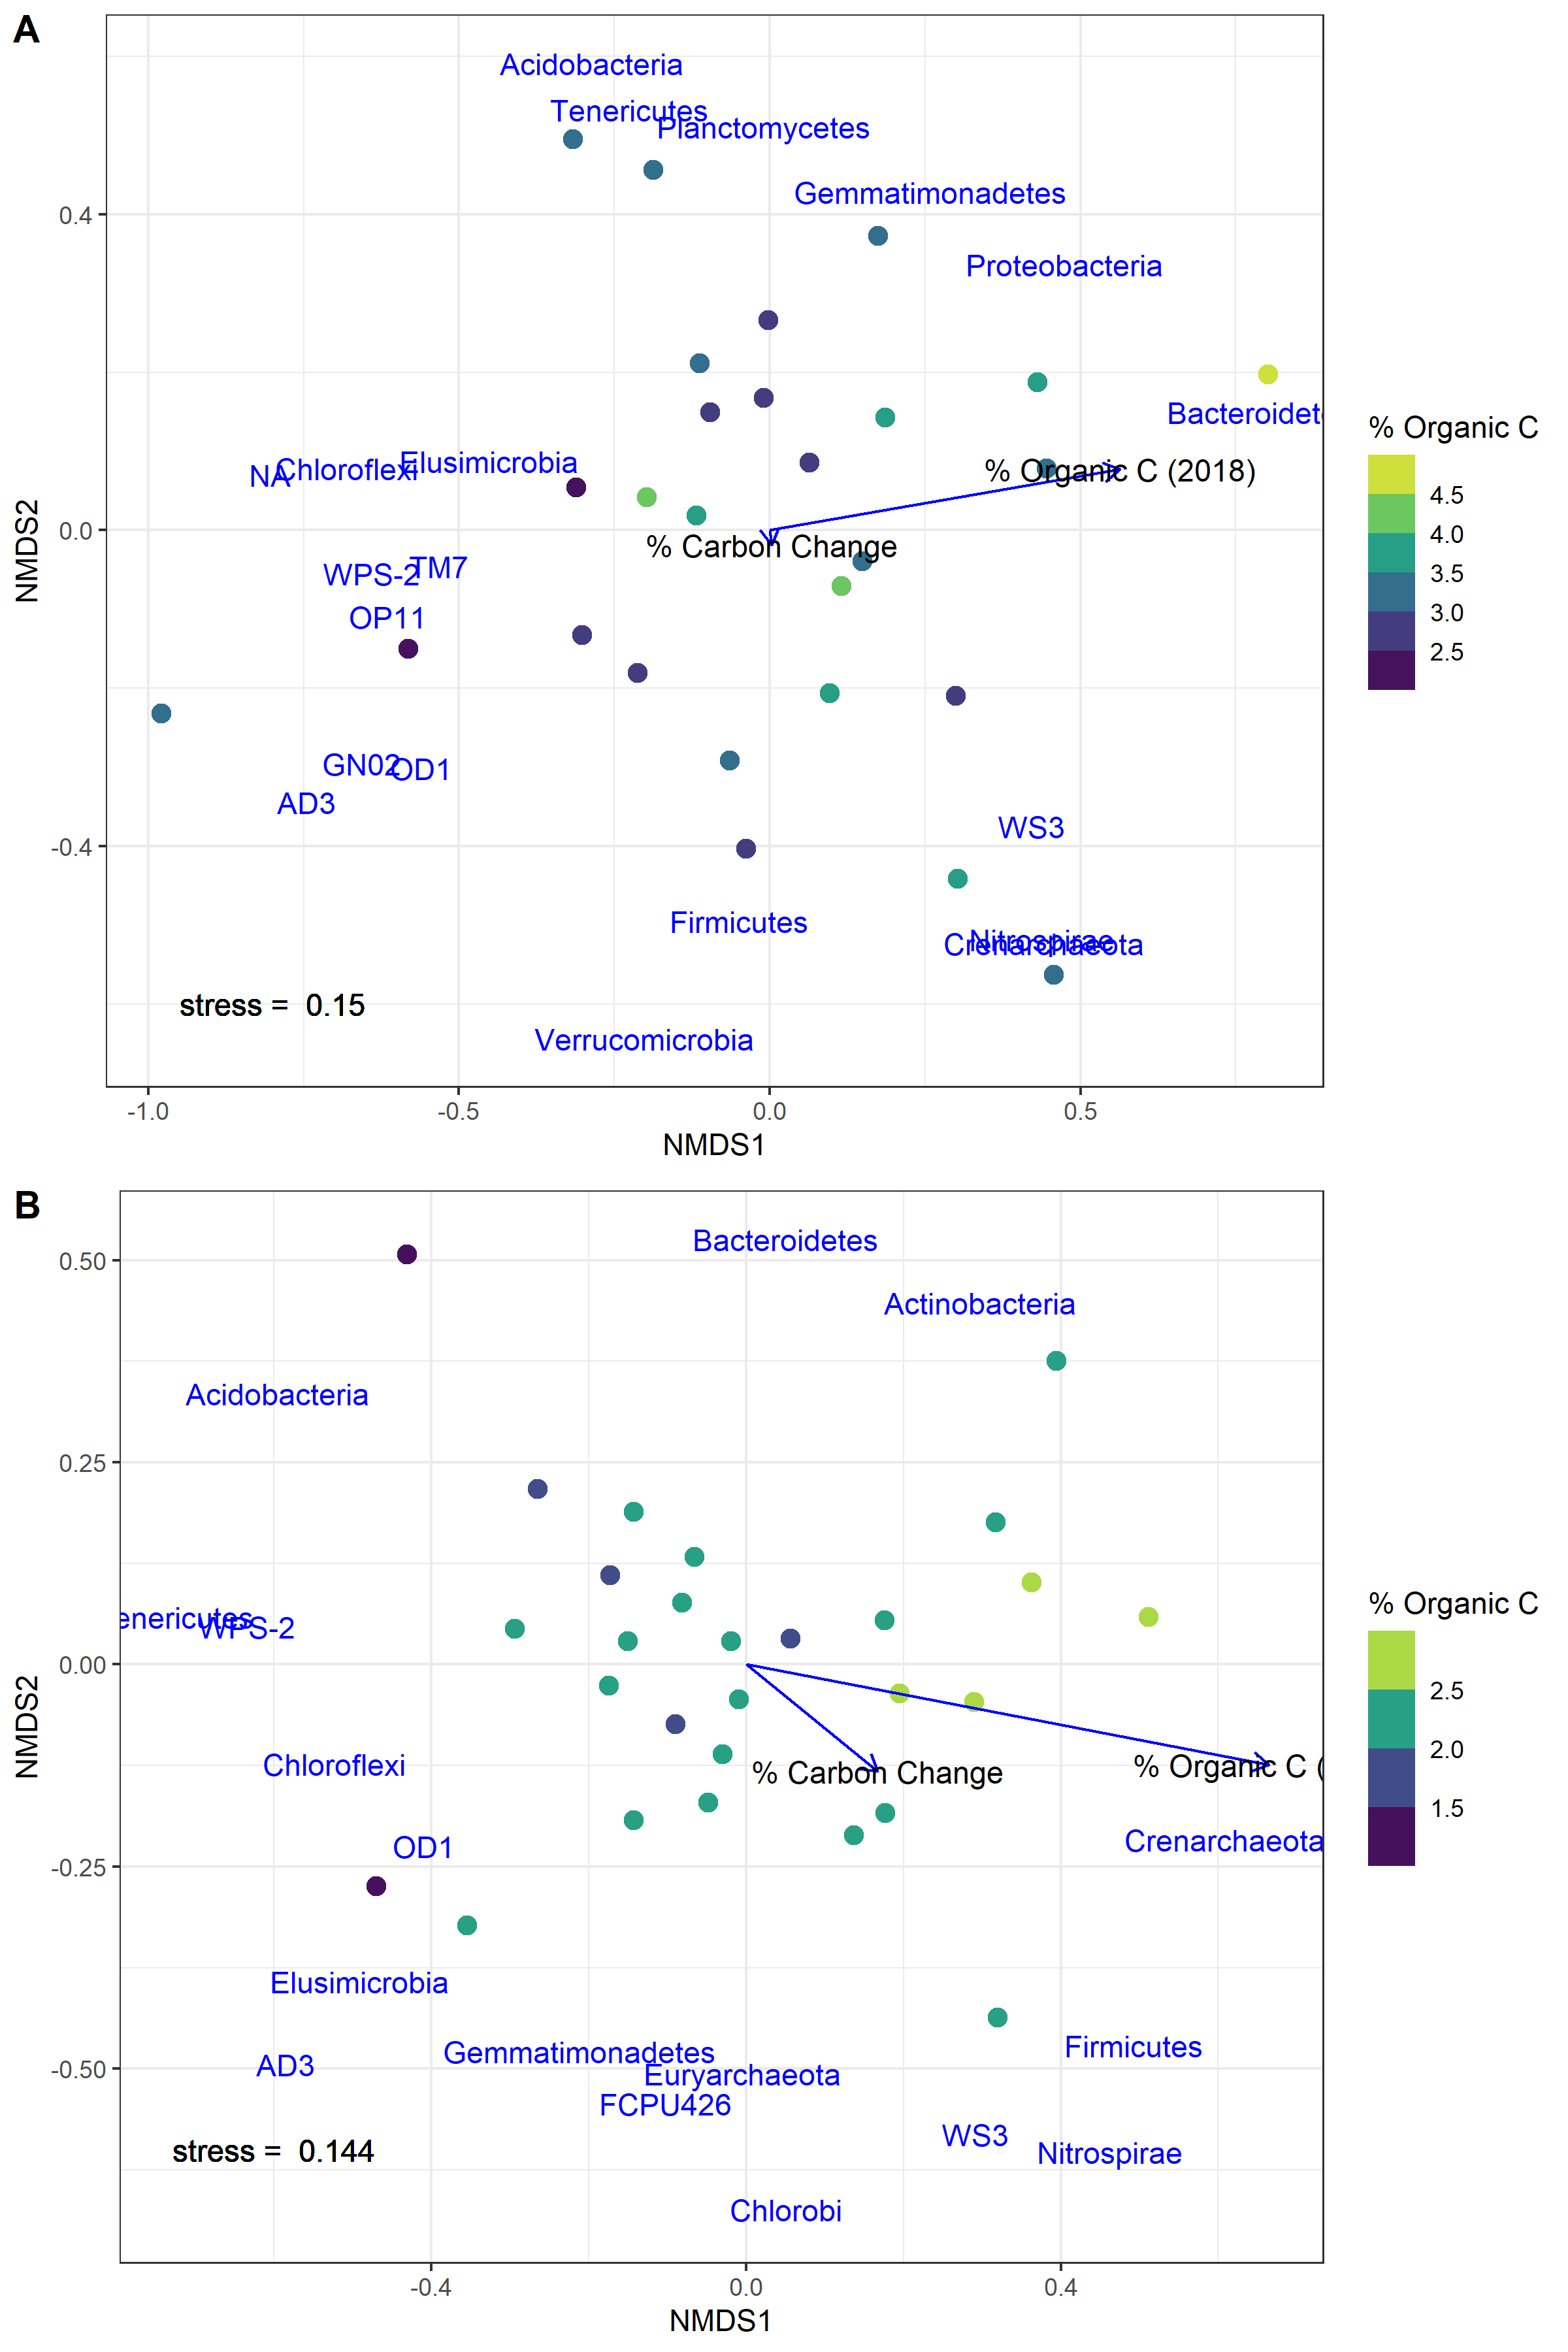 A
Acidobacteria
Tenericutes
Planctomycetes
Gemmatimonadetes
Proteobacteria
Bacteroidet
NA
Chloroflexi
Elusimicrobia
% Organic C (2018)
% Carbon Change
WPS-2
TM7
OP11
GN02
OD1
AD3
WS3
Firmicutes
Nitrospirae
Crenarchaeota
stress = 0.15
Verrucomicrobia
0.4
0.0
-0.4
NMDS2
-1.0
-0.5
0.0
0.5
NMDS1
% Organic C
4.5
4.0
3.5
3.0
2.5
B
Bacteroidetes
Actinobacteria
Acidobacteria
enericutes
WPS-2
Chloroflexi
% Carbon Change
% Organic C (
OD1
Crenarchaeota
Elusimicrobia
AD3
Gemmatimonadetes
Euryarchaeota
FCPU426
Firmicutes
WS3
Nitrospirae
stress = 0.144
Chlorobi
0.50
0.25
0.00
-0.25
-0.50
NMDS2
-0.4
0.0
0.4
NMDS1
% Organic C
2.5
2.0
1.5